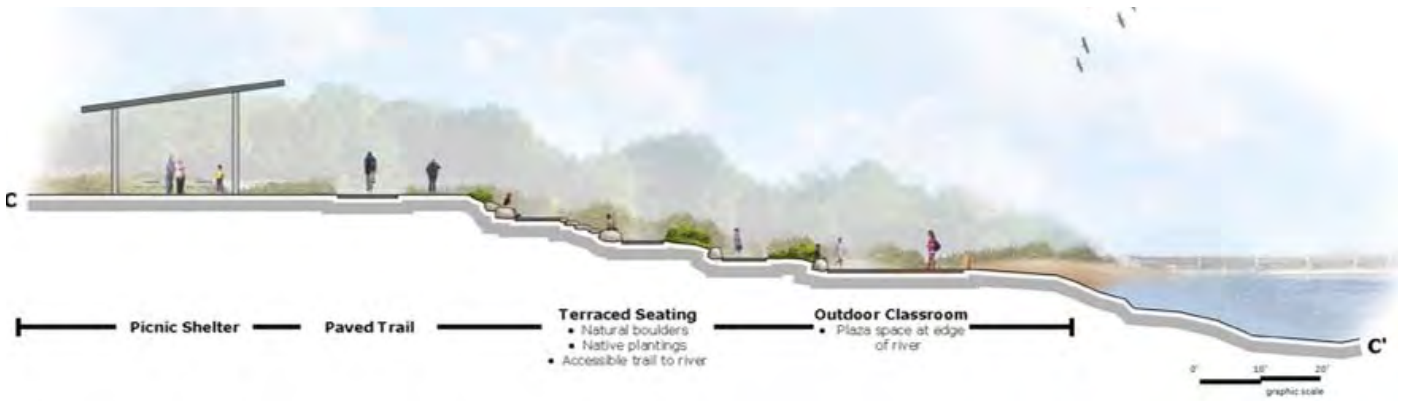 C
Picnic Shelter
Paved Trail
Terraced Seating
• Natural boulders
• Native plantings
• Accessible trail to river
Outdoor Classroom
• Plaza space at edge
of river
C'
0' 10' 20'
graphic scale